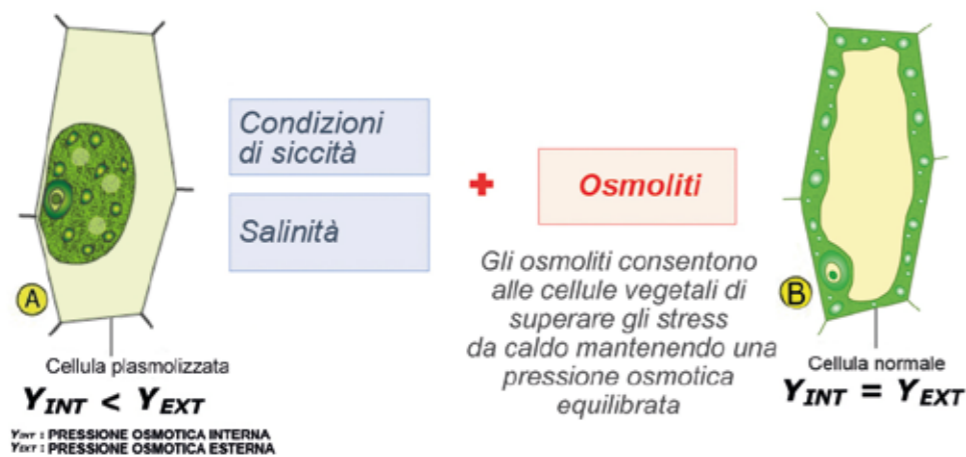 Condizioni
di siccità
Salinità
+
Osmoliti
Gli osmoliti consentono
alle cellule vegetali di
superare gli stress
da caldo mantenendo una
pressione osmotica
equilibrata
A
Cellula plasmolizzata
Y INT < Y EXT
Y INT : PRESSIONE OSMOTICA INTERNA
Y EXT : PRESSIONE OSMOTICA ESTERNA
B
Cellula normale
Y INT = Y EXT